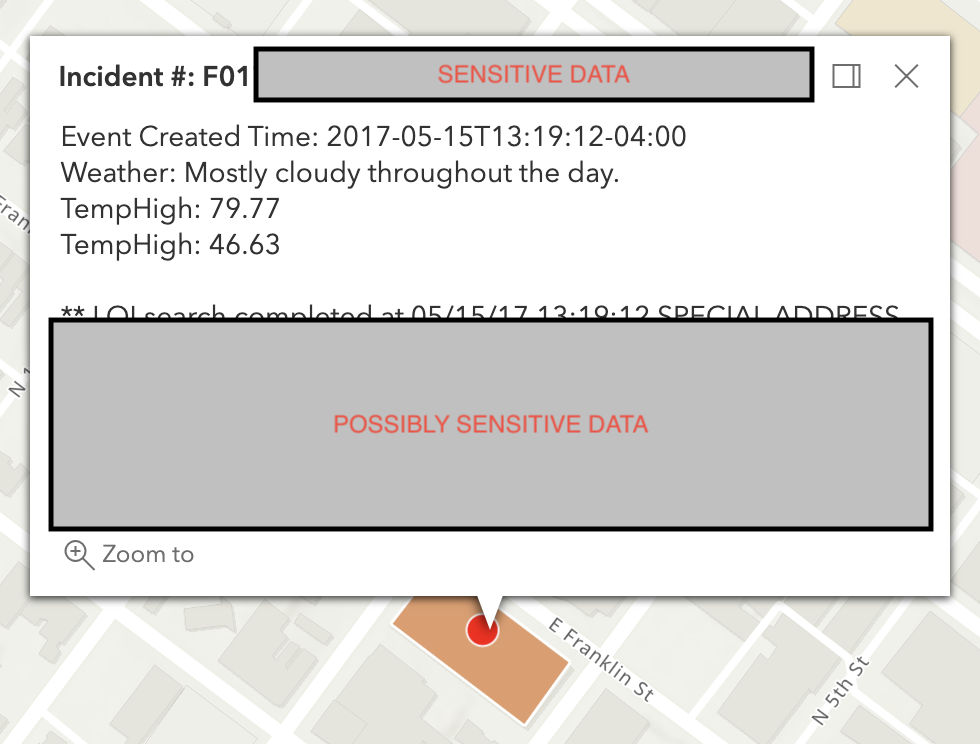 Incident #: F01 SENSITIVE DATA
Event Created Time: 2017-05-15T13:19:12-04:00
Weather: Mostly cloudy throughout the day.
TempHigh: 79.77
TempHigh: 46.63
** LOI search completed at 05/15/17 13:19:12 SPECIAL ADDRESS
POSSIBLY SENSITIVE DATA
Zoom to
E Franklin St
N 5th St